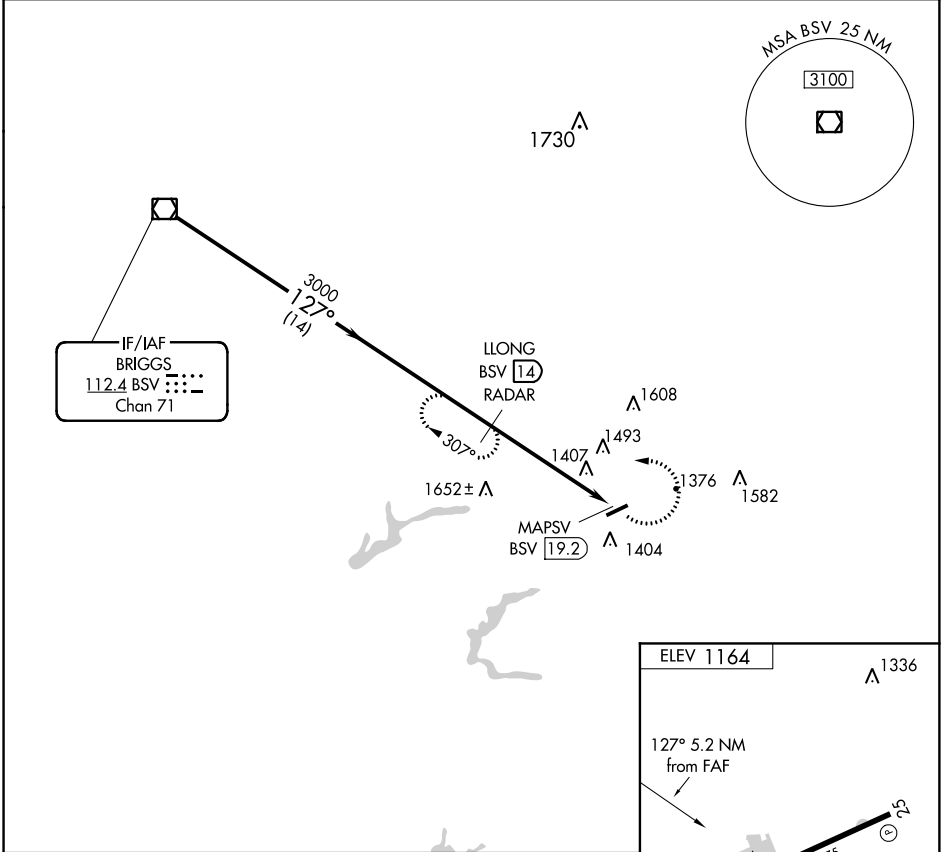 MSA BSV 25 NM
3100
1730
3000
127°
(14)
IF/IAF
BRIGGS
112.4 BSV
Chan 71
LLONG
BSV 14
RADAR
307°
1608
1493
1407
1376
1582
1652±
MAPSV
BSV 19.2
1404
ELEV 1164
1336
127° 5.2 NM
from FAF
25
P